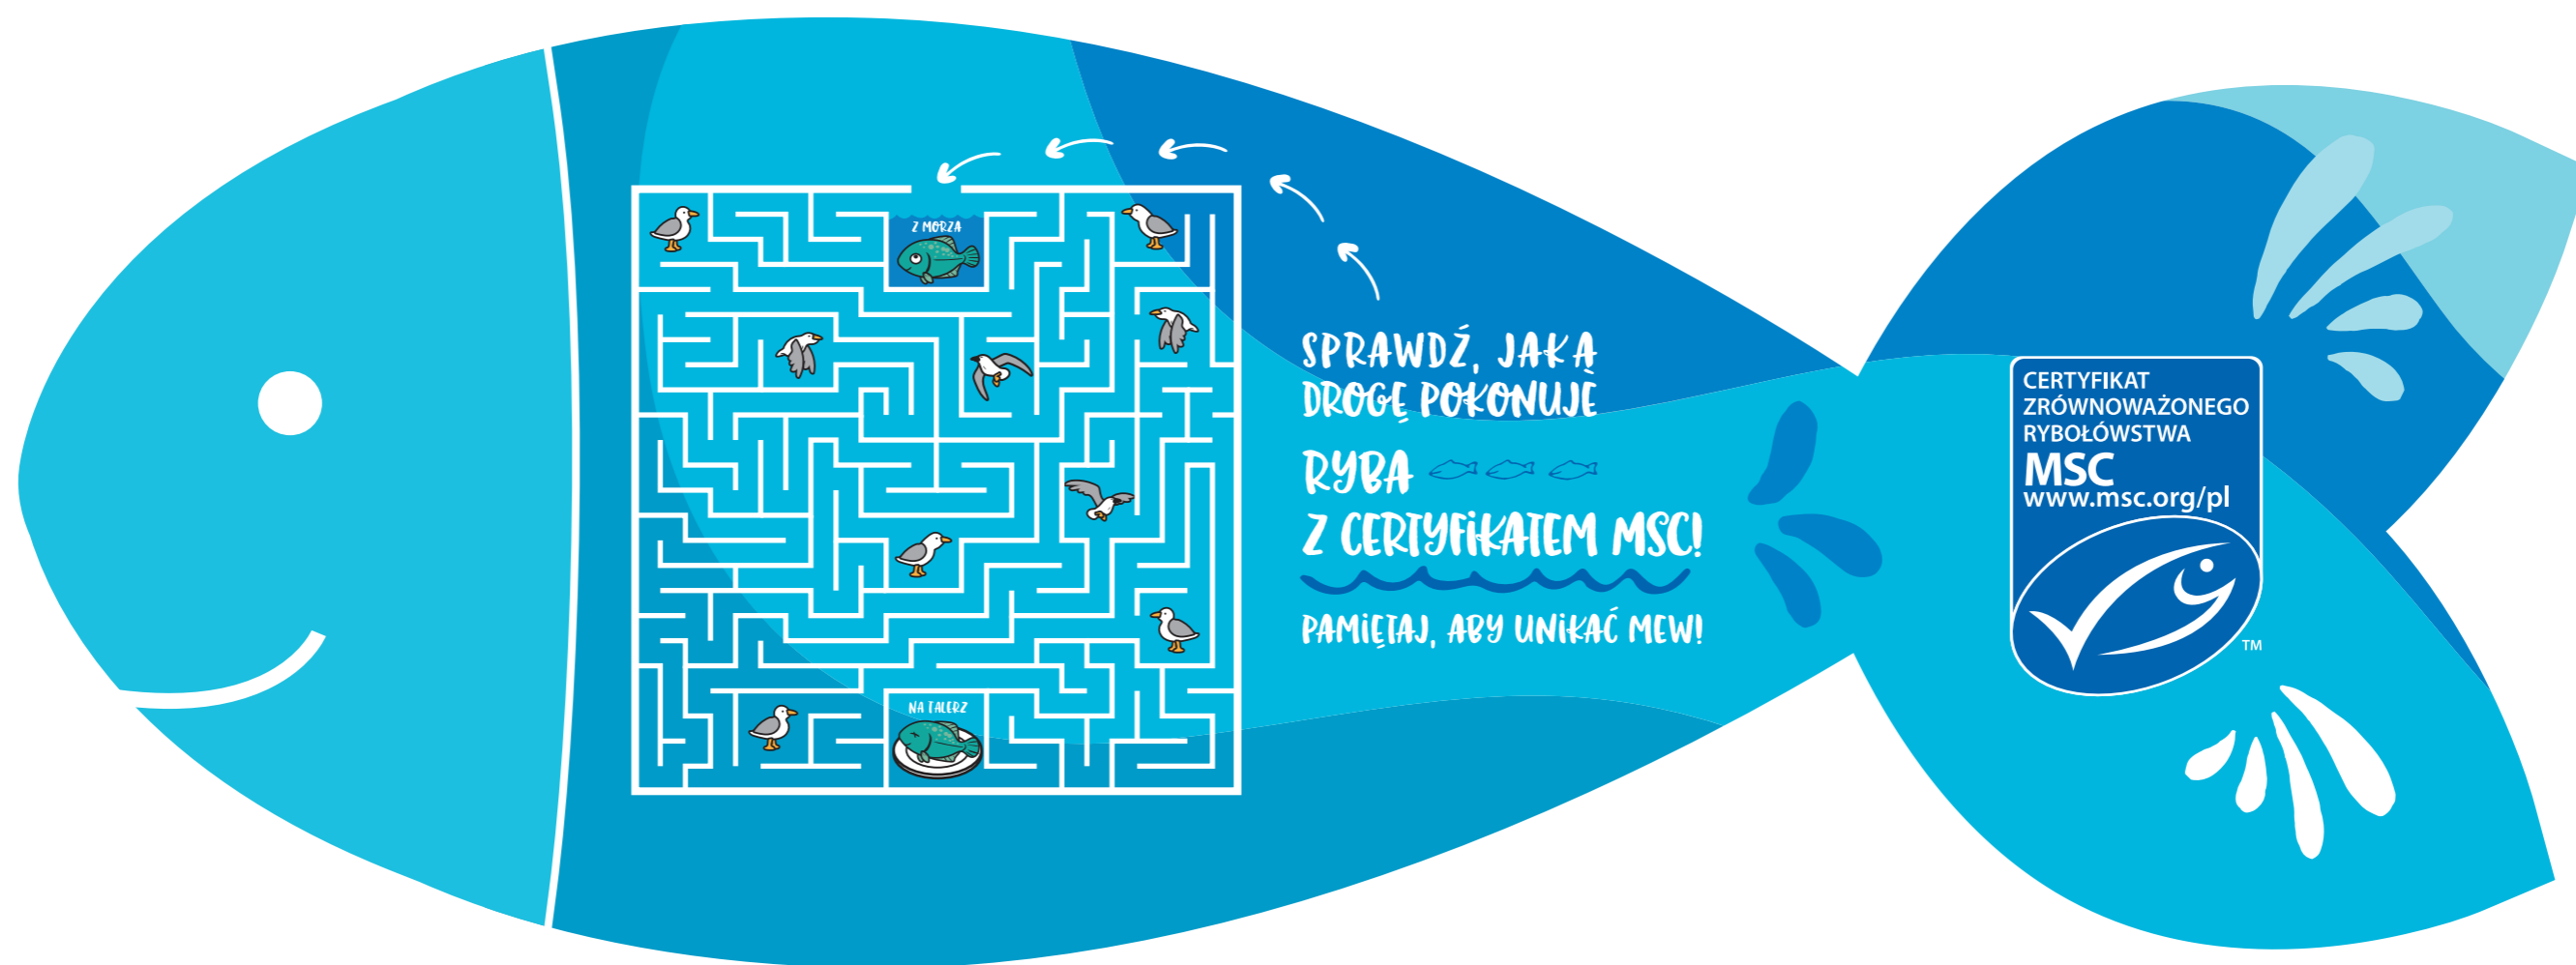 Z MORZA
NA TALERZ
SPRAWDŹ, JAKĄ
DROGĘ POKONUJE
RYBA
Z CERTYFiKATEM MSC!
PAMiĘTAJ, ABY UNiKAĆ MEW!
CERTYFIKAT
ZRÓWNOWAŻONEGO
RYBOŁÓWSTWA
MSC
www.msc.org/pl
TM